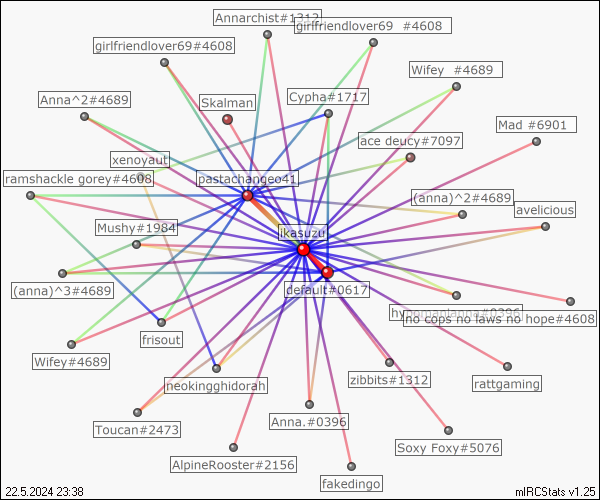 Annarchist#1312
girlfriendlover69 #4608
girlfriendlover69#4608
Wifey #4689
Anna^2#4689
Skalman
Cypha#1717
Mad #6901
ace deucy#7097
xenoyaut
ramshackle gorey#4608
pastachangeo41
(anna)^2#4689
avelicious
Mushy#1984
ikasuzu
(anna)^3#4689
default#0617
hypomanianna#0396
no cops no laws no hope#4608
frisout
Wifey#4689
neokingghidorah
zibbits#1312
rattgaming
Toucan#2473
Anna.#0396
Soxy Foxy#5076
AlpineRooster#2156
fakedingo
22.5.2024 23:38
mIRCStats v1.25